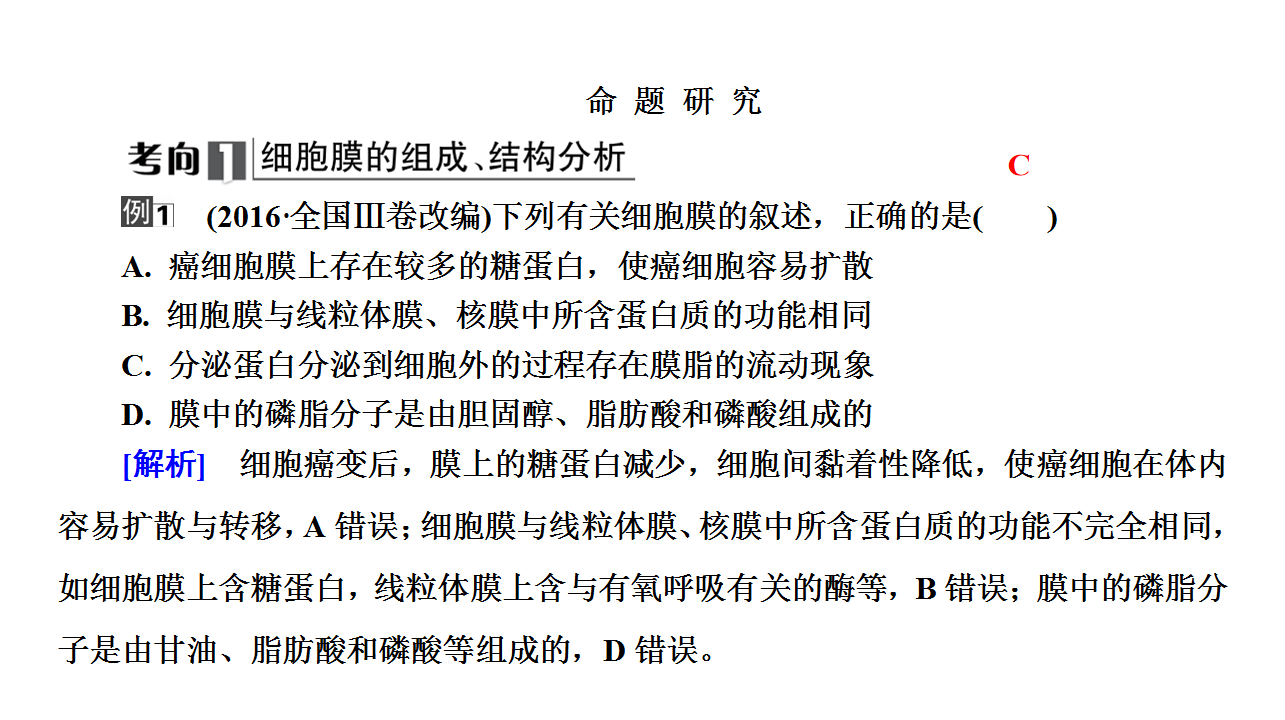 命 题 研 究
考向1 细胞膜的组成、结构分析
C
例1 (2016·全国Ⅲ卷改编)下列有关细胞膜的叙述，正确的是(　　)
A. 癌细胞膜上存在较多的糖蛋白，使癌细胞容易扩散
B. 细胞膜与线粒体膜、核膜中所含蛋白质的功能相同
C. 分泌蛋白分泌到细胞外的过程存在膜脂的流动现象
D. 膜中的磷脂分子是由胆固醇、脂肪酸和磷酸组成的
[解析]　细胞癌变后，膜上的糖蛋白减少，细胞间黏着性降低，使癌细胞在体内
容易扩散与转移，A 错误；细胞膜与线粒体膜、核膜中所含蛋白质的功能不完全相同，
如细胞膜上含糖蛋白，线粒体膜上含与有氧呼吸有关的酶等，B 错误；膜中的磷脂分
子是由甘油、脂肪酸和磷酸等组成的，D 错误。